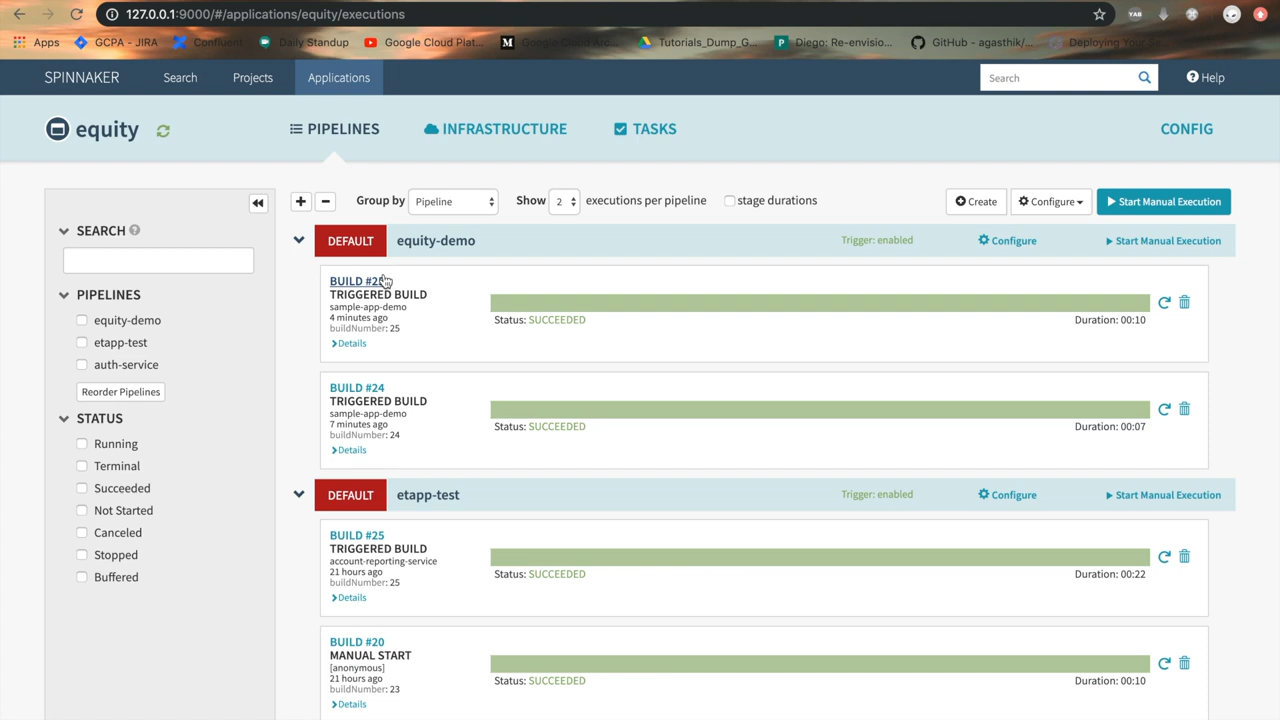 127.0.0.1:9000/#/applications/equity/executions
Apps GCPA - JIRA Confluent Daily Standup Google Cloud Plat... Google Cloud Arc... Tutorials_Dump_G... Diego: Re-envisio... GitHub - agasthik/... Deploying Your
SPINNAKER Search Projects Applications Search Help
equity PIPELINES INFRASTRUCTURE TASKS CONFIG
Group by Pipeline Show 2 executions per pipeline stage durations Create Configure Start Manual Execution
SEARCH
PIPELINES
equity-demo
etapp-test
auth-service
Reorder Pipelines
STATUS
Running
Terminal
Succeeded
Not Started
Canceled
Stopped
Buffered
DEFAULT equity-demo Trigger: enabled Configure Start Manual Execution
BUILD #25
TRIGGERED BUILD
sample-app-demo
4 minutes ago
buildNumber: 25
Details
Status: SUCCEEDED Duration: 00:10
BUILD #24
TRIGGERED BUILD
sample-app-demo
7 minutes ago
buildNumber: 24
Details
Status: SUCCEEDED Duration: 00:07
DEFAULT etapp-test Trigger: enabled Configure Start Manual Execution
BUILD #25
TRIGGERED BUILD
account-reporting-service
21 hours ago
buildNumber: 25
Details
Status: SUCCEEDED Duration: 00:22
BUILD #20
MANUAL START
[anonymous]
21 hours ago
buildNumber: 23
Details
Status: SUCCEEDED Duration: 00:10